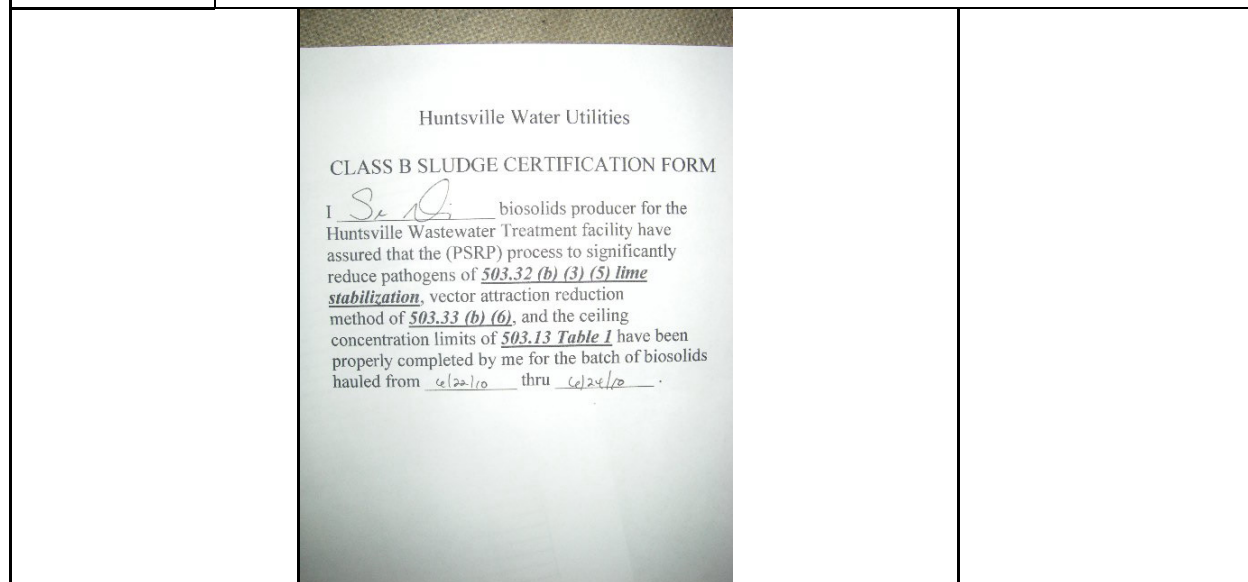 Huntsville Water Utilities
CLASS B SLUDGE CERTIFICATION FORM
I biosolids producer for the
Huntsville Wastewater Treatment facility have
assured that the (PSRP) process to significantly
reduce pathogens of 503.32 (b) (3) (5) lime
stabilization, vector attraction reduction
method of 503.33 (b) (6), and the ceiling
concentration limits of 503.13 Table 1 have been
properly completed by me for the batch of biosolids
hauled from 6/22/10 thru 6/24/10 .